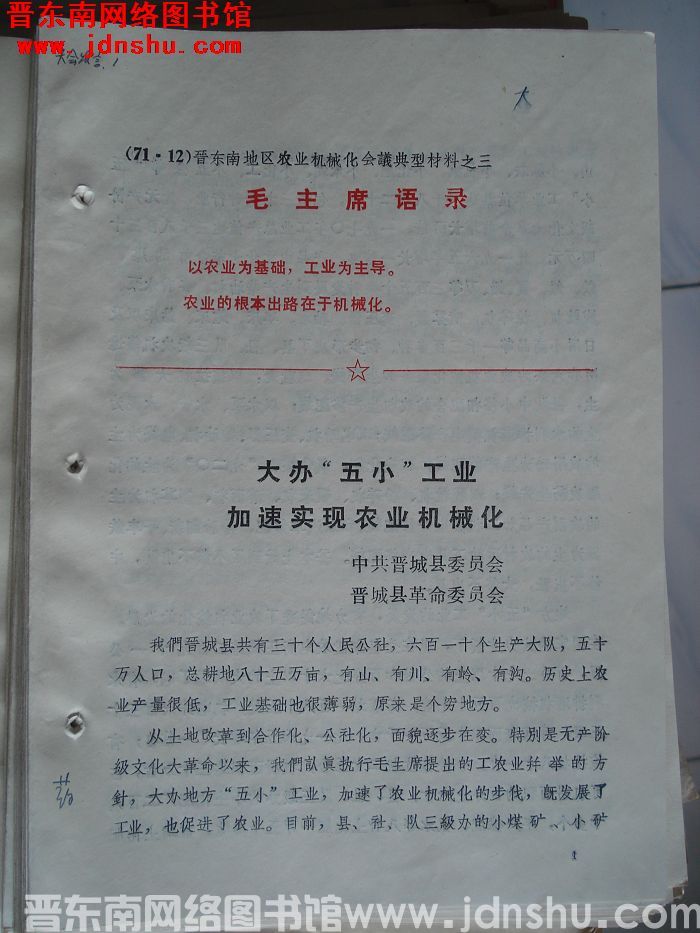 晋东南网络图书馆
www.jdnshu.com
大
(71·12)晋东南地区农业机械化会議典型材料之三
毛主席语录
以农业为基础，工业为主导。
农业的根本出路在于机械化。
大办“五小”工业
加速实现农业机械化
中共晋城县委员会
晋城县革命委员会
我們晋城县共有三十个人民公社，六百一十个生产大队，五十
万人口，总耕地八十五万亩，有山、有川、有岭、有沟。历史上农
业产量很低，工业基础也很薄弱，原来是个穷地方。
从土地改革到合作化、公社化，面貌逐步在变。特別是无产阶
級文化大革命以来，我們訊眞执行毛主席提出的工农业幷举的方
針，大办地方“五小”工业，加速了农业机械化的步伐，旣发展了
工业，也促进了农业。目前，县、社、队三級办的小煤矿、小矿
1
晋东南网络图书馆www.jdnshu.com